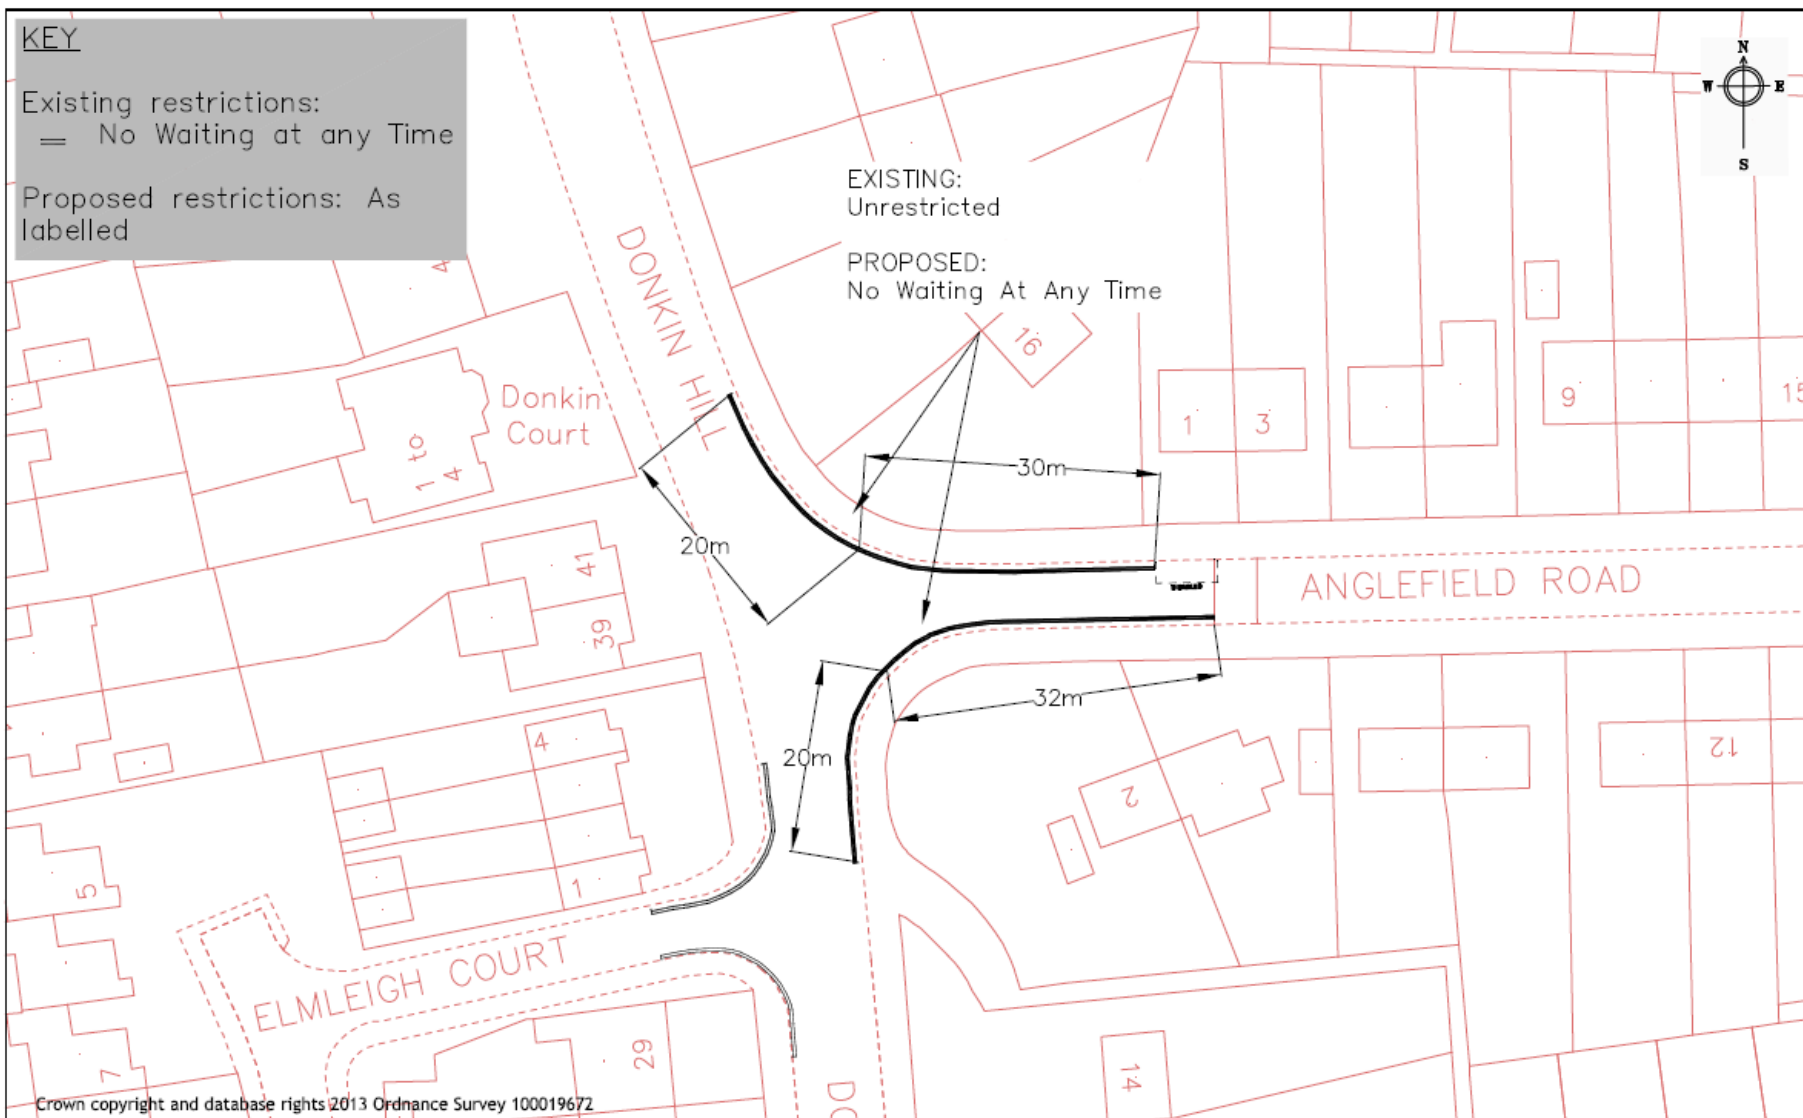 KEY
Existing restrictions:
No Waiting at any Time
Proposed restrictions: As
labelled
N
W E
S
EXISTING:
Unrestricted
PROPOSED:
No Waiting At Any Time
DONKIN HILL
4
16
Donkin
Court
1 to
4
1
3
9
15
30m
20m
41
39
ANGLEFIELD ROAD
32m
20m
4
1
2
12
5
ELMLEIGH COURT
29
7
14
DO
Crown copyright and database rights 2013 Ordnance Survey 100019672